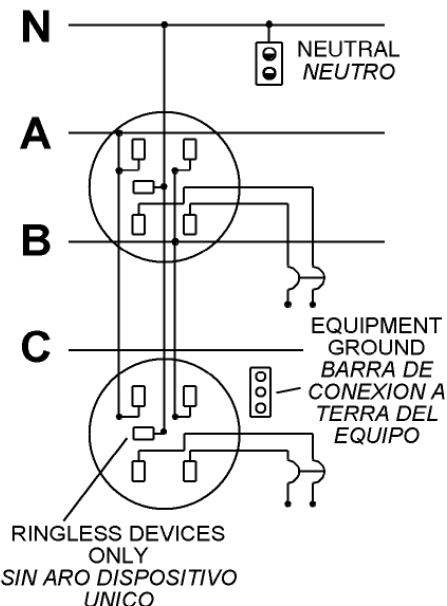 N
NEUTRAL
NEUTRO
A
B
C
EQUIPMENT
GROUND
BARRA DE
CONEXION A
TERRA DEL
EQUIPO
RINGLESS DEVICES
ONLY
SIN ARO DISPOSITIVO
UNICO